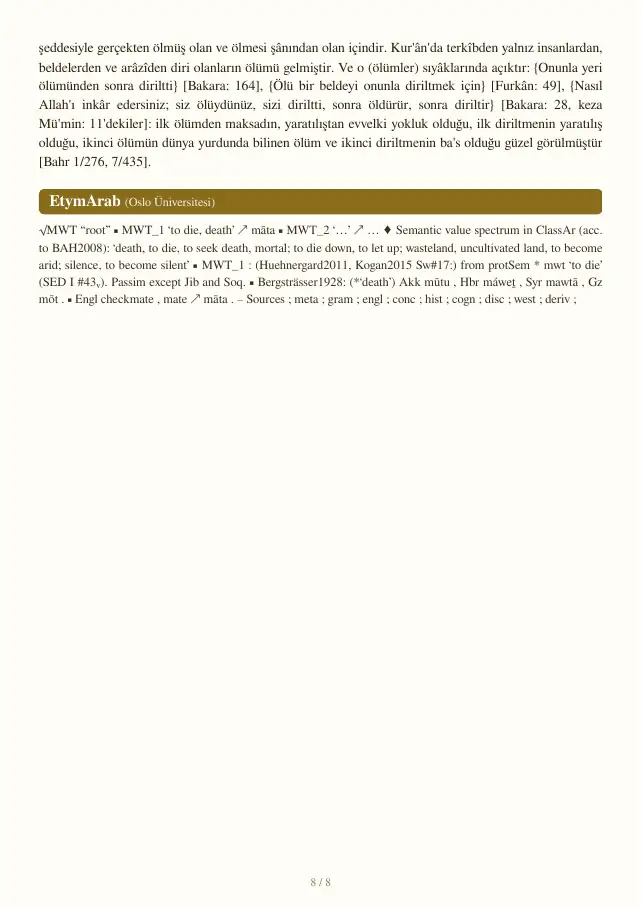 şeddesiyle gerçekten ölmüş olan ve ölmesi şânından olan içindir. Kur'ân'da terkîbden yalnız insanlardan,
beldelerden ve arâzîden diri olanların ölümü gelmiştir. Ve o (ölümler) sıyâklarında açıktır: {Onunla yeri
ölümünden sonra diriltti} [Bakara: 164], {Ölü bir beldeyi onunla diriltmek için} [Furkân: 49], {Nasıl
Allah'ı inkâr edersiniz; siz ölüydünüz, sizi diriltti, sonra öldürür, sonra diriltir} [Bakara: 28, keza
Mü'min: 11'dekiler]: ilk ölümden maksadın, yaratılıştan evvelki yokluk olduğu, ilk diriltmenin yaratılış
olduğu, ikinci ölümün dünya yurdunda bilinen ölüm ve ikinci diriltmenin ba's olduğu güzel görülmüştür
[Bahr 1/276, 7/435].
EtymArab (Oslo Üniversitesi)
√MWT “root” ▪ MWT_1 ‘to die, death’ ↗ māta ▪ MWT_2 ‘…’ ↗ … ♦ Semantic value spectrum in ClassAr (acc.
to BAH2008): ‘death, to die, to seek death, mortal; to die down, to let up; wasteland, uncultivated land, to become
arid; silence, to become silent’ ▪ MWT_1 : (Huehnergard2011, Kogan2015 Sw#17:) from protSem * mwt ‘to die’
(SED I #43ᵥ). Passim except Jib and Soq. ▪ Bergsträsser1928: (*‘death’) Akk mūtu , Hbr máweṯ , Syr mawtā , Gz
mōt . ▪ Engl checkmate , mate ↗ māta . – Sources ; meta ; gram ; engl ; conc ; hist ; cogn ; disc ; west ; deriv ;
8 / 8